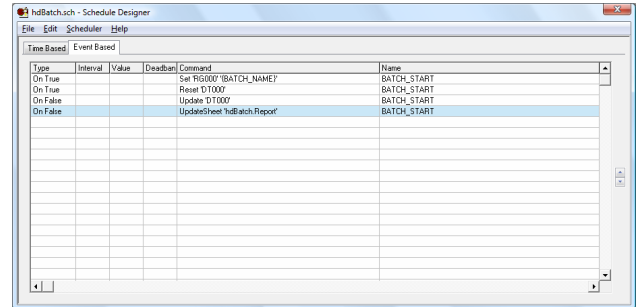 hdBatch.sch - Schedule Designer
File Edit Scheduler Help
Time Based Event Based
Type Interval Value Deadban Command Name
On True Set 'RG000' '{BATCH_NAME}' BATCH_START
On True Reset 'DT000' BATCH_START
On False Update 'DT000' BATCH_START
On False UpdateSheet 'hdBatch.Report' BATCH_START